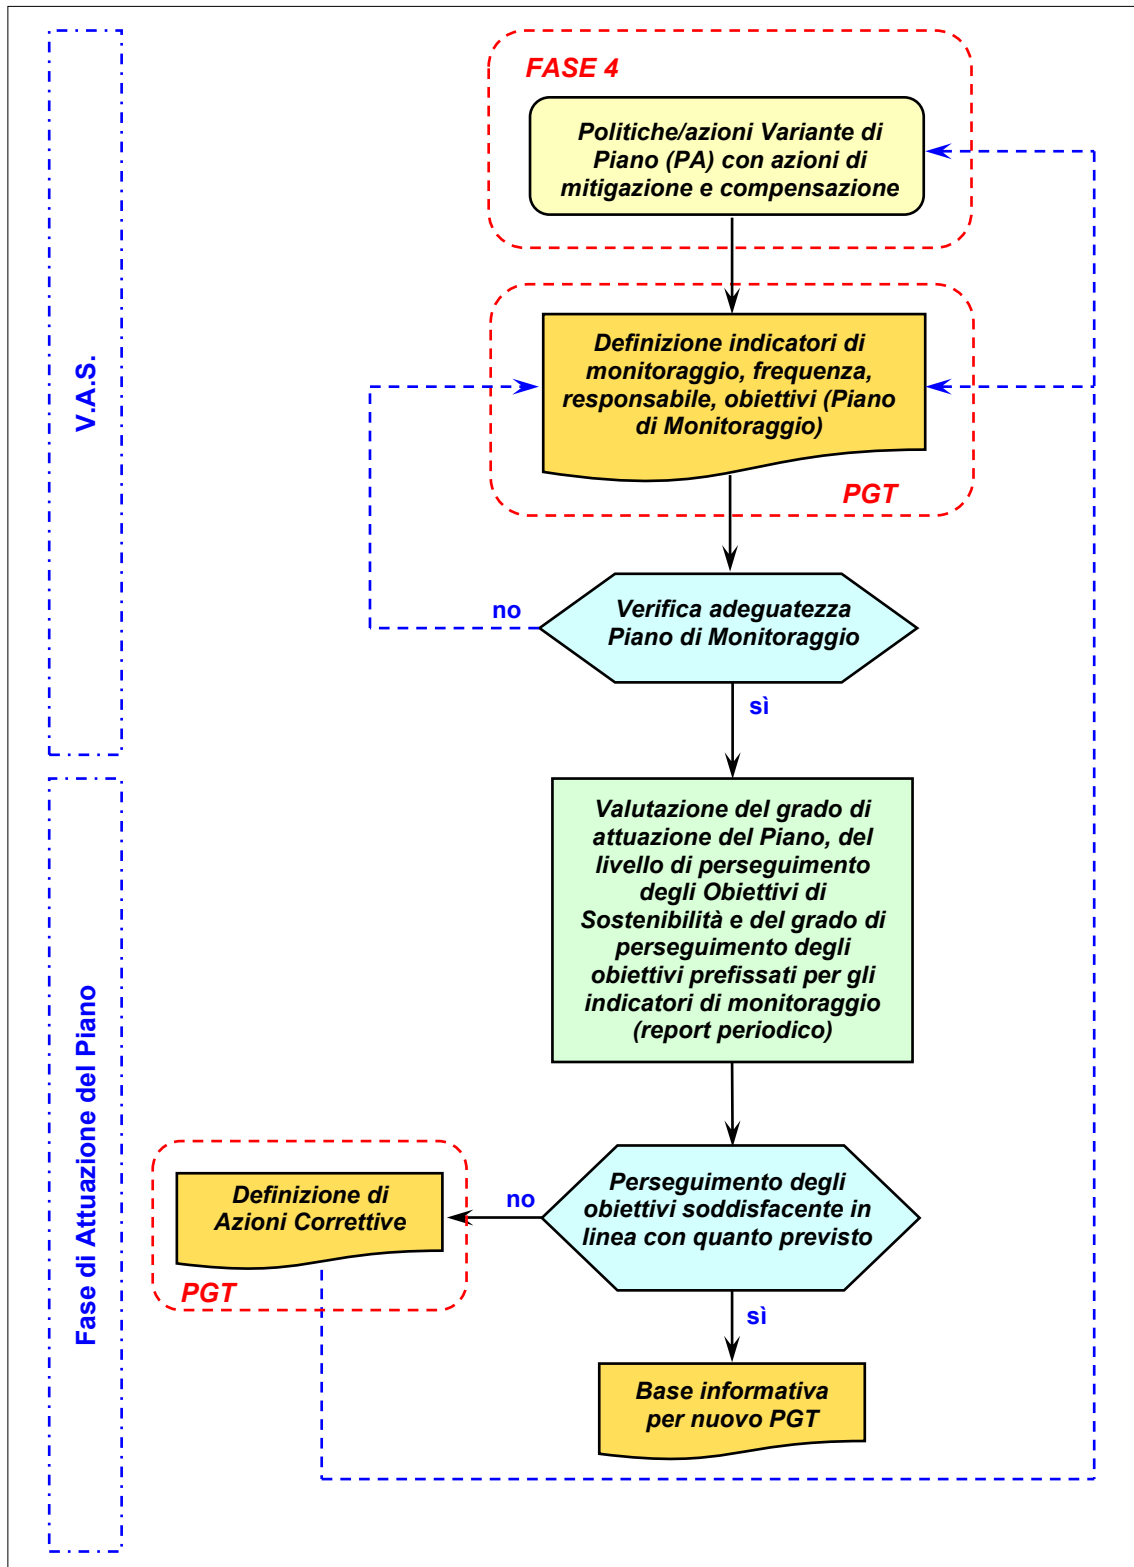 FASE 4
Politiche/azioni Variante di
Piano (PA) con azioni di
mitigazione e compensazione
V.A.S.
Definizione indicatori di
monitoraggio, frequenza,
responsabile, obiettivi (Piano
di Monitoraggio)
PGT
no
Verifica adeguatezza
Piano di Monitoraggio
sì
Valutazione del grado di
attuazione del Piano, del
livello di perseguimento
degli Obiettivi di
Sostenibilità e del grado di
perseguimento degli
obiettivi prefissati per gli
indicatori di monitoraggio
(report periodico)
Fase di Attuazione del Piano
Perseguimento degli
obiettivi soddisfacente in
linea con quanto previsto
no
Definizione di
Azioni Correttive
PGT
sì
Base informativa
per nuovo PGT